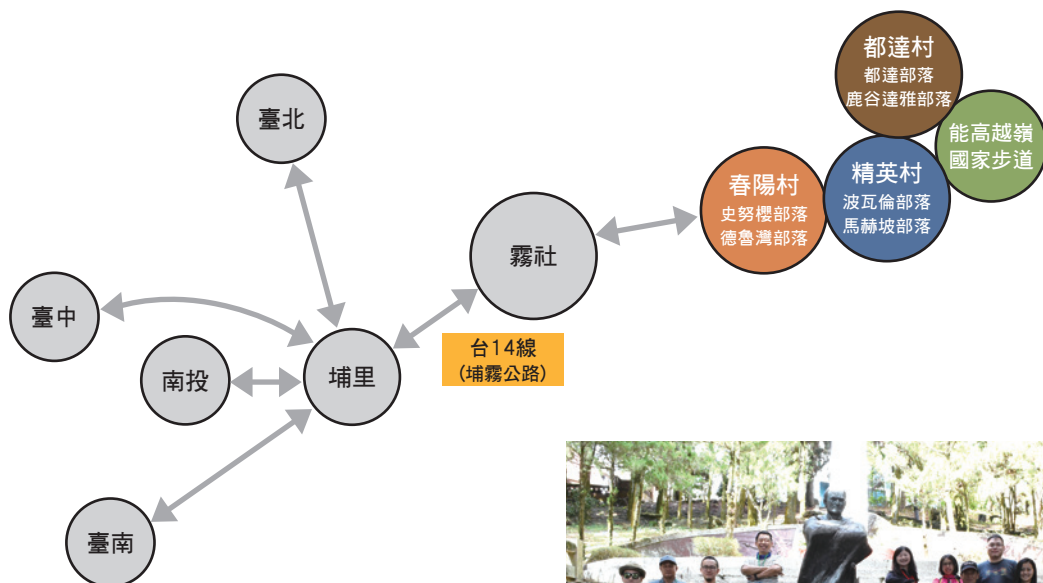 都達村
都達部落
鹿谷達雅部落
能高越嶺
國家步道
精英村
波瓦倫部落
馬赫坡部落
春陽村
史努櫻部落
德魯灣部落
臺北
霧社
臺中
南投
埔里
台14線
(埔霧公路)
臺南